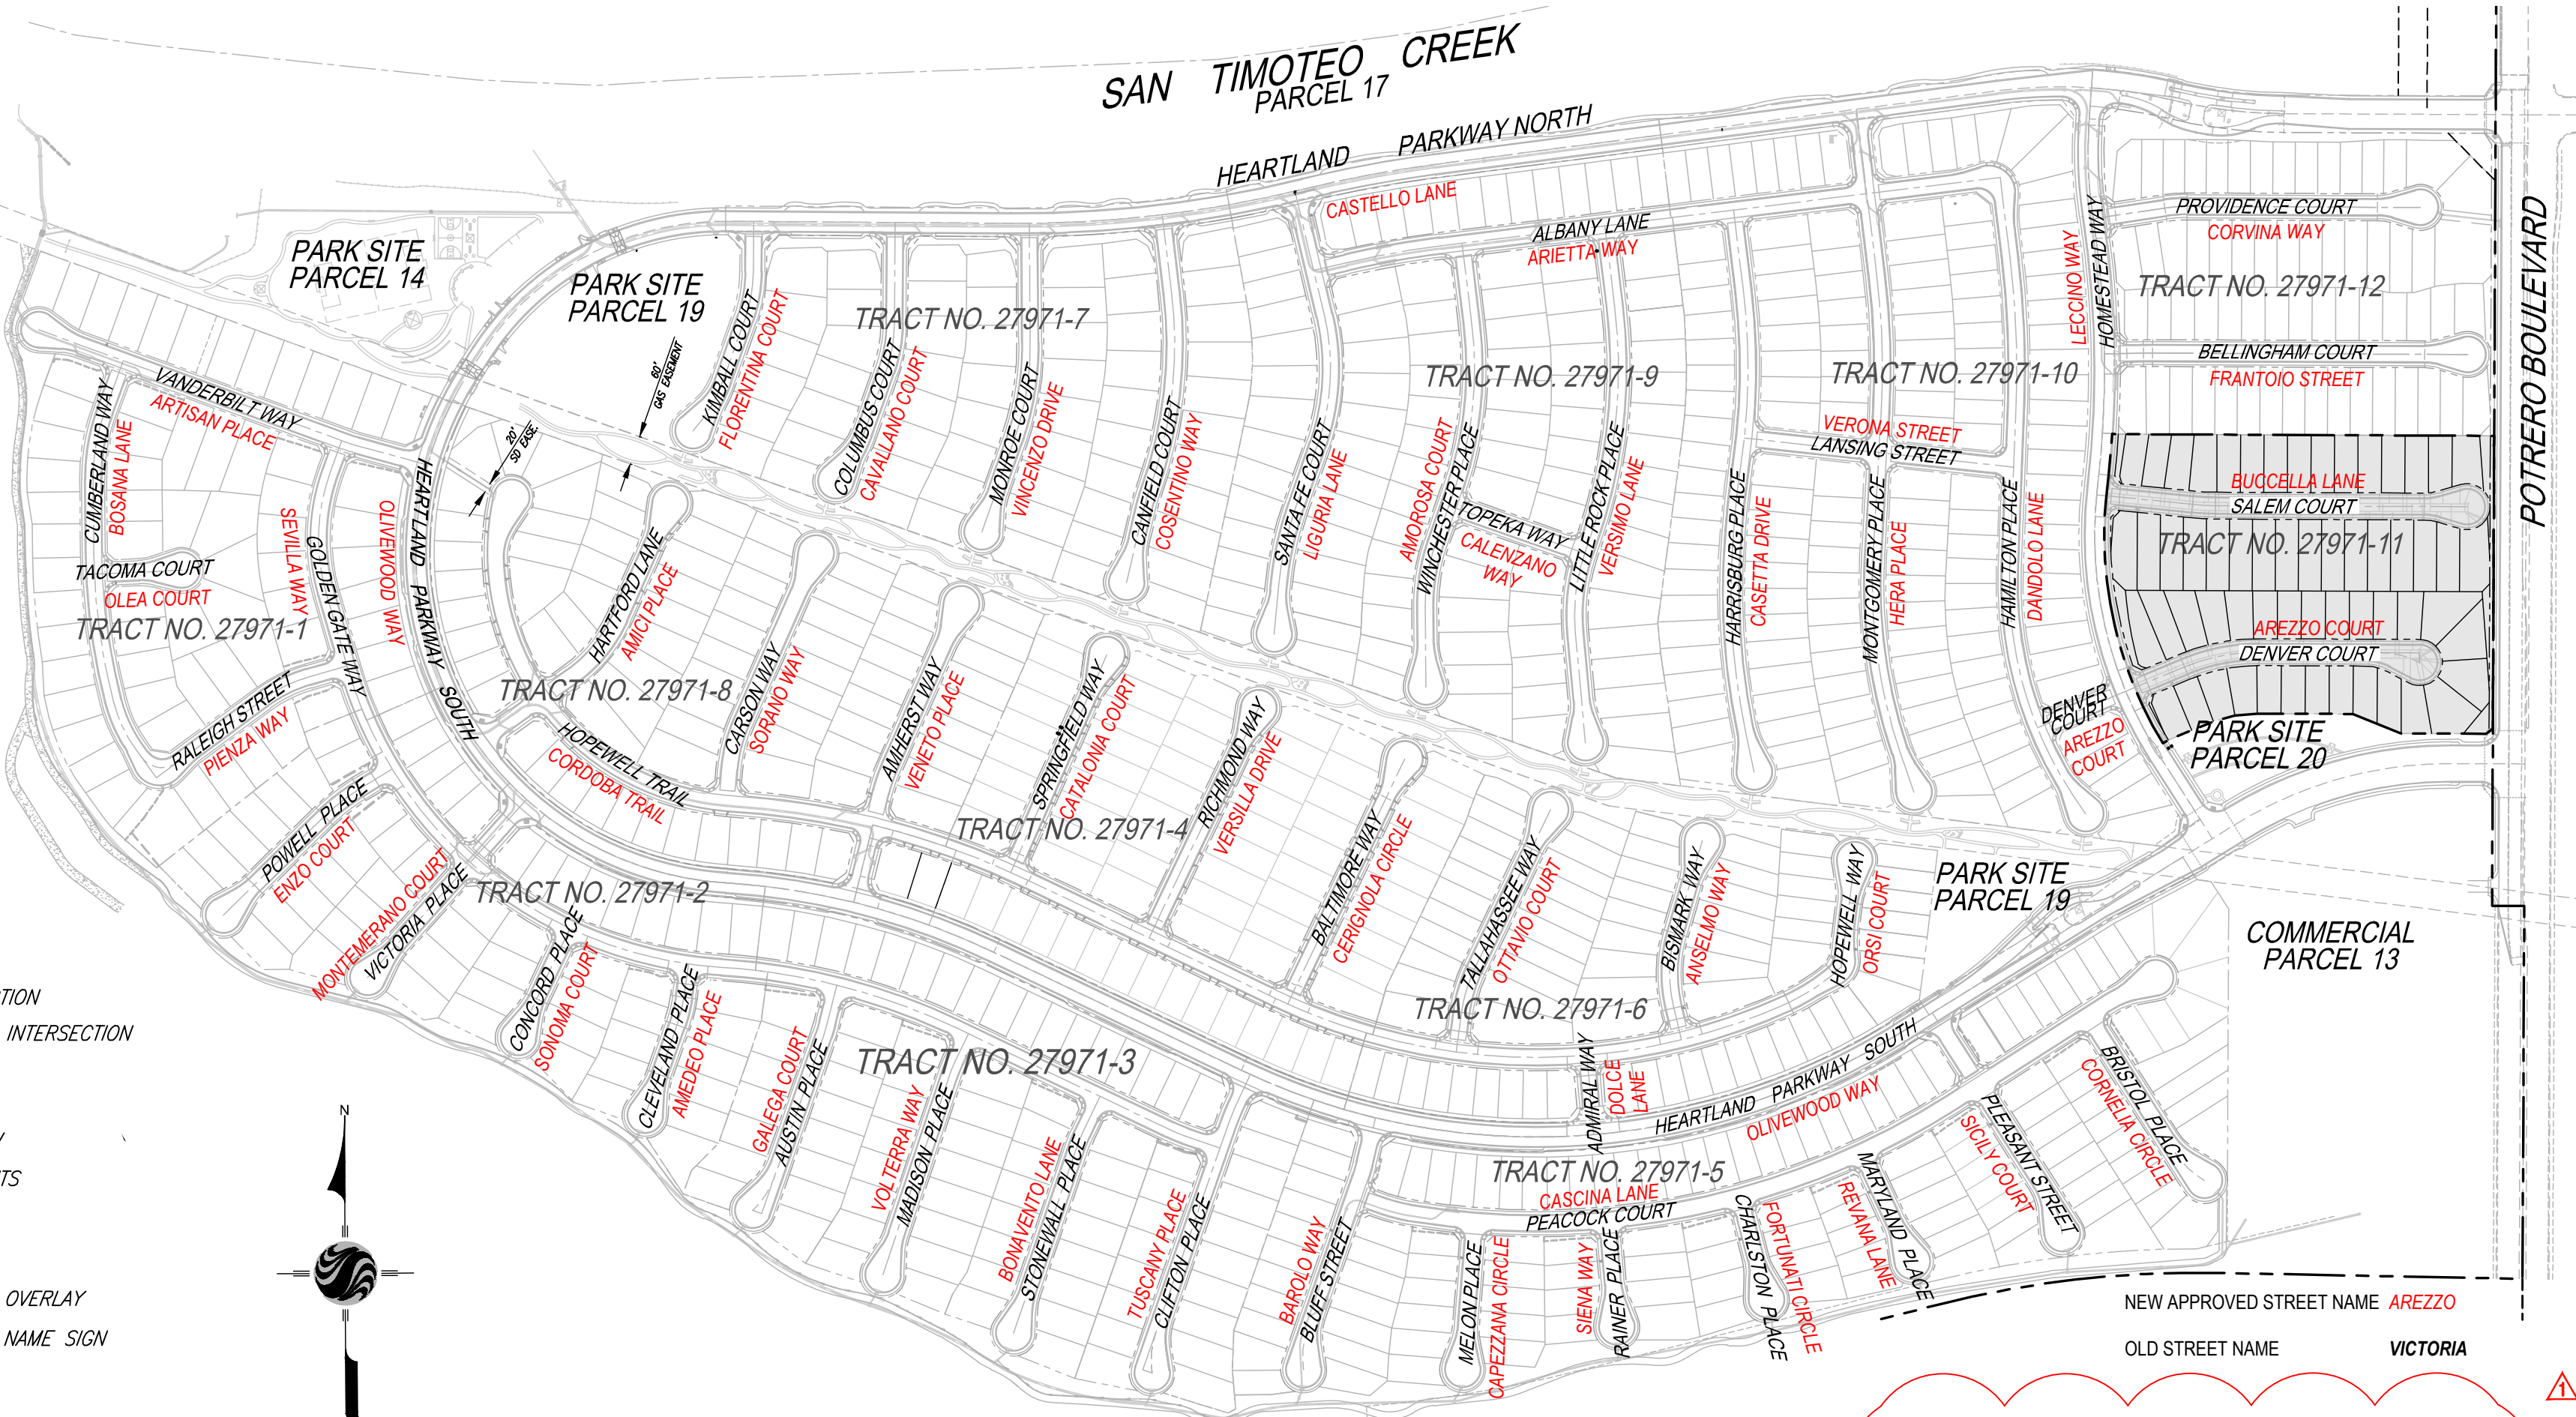 SAN TIMOTEO CREEK
PARCEL 17
HEARTLAND PARKWAY NORTH
CASTELLO LANE
ALBANY LANE
ARIETTA WAY
PARK SITE
PARCEL 14
PARK SITE
PARCEL 19
60'
GAS EASEMENT
20'
SD EASE.
KIMBALL COURT
FLORENTINA COURT
TRACT NO. 27971-7
COLUMBUS COURT
CAVALLANO COURT
MONROE COURT
VINCENZO DRIVE
CANFIELD COURT
COSENTINO WAY
SANTA FE COURT
LIGURIA LANE
TRACT NO. 27971-9
AMOROSA COURT
WINCHESTER PLACE
TOPEKA WAY
CALENZANO
WAY
LITTLE ROCK PLACE
VERSIMO LANE
HARRISBURG PLACE
CASETTA DRIVE
TRACT NO. 27971-10
VERONA STREET
LANSING STREET
MONTGOMERY PLACE
HERA PLACE
HAMILTON PLACE
DANDOLO LANE
LECCINO WAY
HOMESTEAD WAY
PROVIDENCE COURT
CORVINA WAY
TRACT NO. 27971-12
BELLINGHAM COURT
FRANTOIO STREET
BUCCELLA LANE
SALEM COURT
TRACT NO. 27971-11
AREZZO COURT
DENVER COURT
POTRERO BOULEVARD
DENVER
COURT
AREZZO
COURT
PARK SITE
PARCEL 20
VANDERBILT WAY
ARTISAN PLACE
CUMBERLAND WAY
BOSANA LANE
TACOMA COURT
OLEA COURT
TRACT NO. 27971-1
SEVILLA WAY
GOLDEN GATE WAY
OLIVEWOOD WAY
HEARTLAND PARKWAY SOUTH
RALEIGH STREET
PIENZA WAY
POWELL PLACE
ENZO COURT
MONTEMERANO COURT
VICTORIA PLACE
HARTFORD LANE
AMICI PLACE
TRACT NO. 27971-8
HOPEWELL TRAIL
CORDOBA TRAIL
CARSON WAY
SORANO WAY
AMHERST WAY
VENETO PLACE
SPRINGFIELD WAY
CATALONIA COURT
TRACT NO. 27971-4
RICHMOND WAY
VERSILLA DRIVE
BALTIMORE WAY
CERIGNOLA CIRCLE
TALLAHASSEE WAY
OTTAVIO COURT
TRACT NO. 27971-6
BISMARK WAY
ANSELMO WAY
HOPEWELL WAY
ORSI COURT
PARK SITE
PARCEL 19
COMMERCIAL
PARCEL 13
TRACT NO. 27971-2
CONCORD PLACE
SONOMA COURT
CLEVELAND PLACE
AMEDEO PLACE
GALEGA COURT
AUSTIN PLACE
TRACT NO. 27971-3
VOLTERRA WAY
MADISON PLACE
BONAVENTO LANE
STONEWALL PLACE
TUSCANY PLACE
CLIFTON PLACE
BAROLO WAY
BLUFF STREET
ADMIRAL WAY
DOLCE
LANE
HEARTLAND PARKWAY SOUTH
OLIVEWOOD WAY
TRACT NO. 27971-5
CASCINA LANE
PEACOCK COURT
MELON PLACE
CAPEZZANA CIRCLE
SIENA WAY
RAINER PLACE
CHARLSTON PLACE
FORTUNATI CIRCLE
REVANA LANE
MARYLAND PLACE
SICILY COURT
PLEASANT STREET
CORNELIA CIRCLE
BRISTOL PLACE
TION
INTERSECTION
TS
OVERLAY
NAME SIGN
N
NEW APPROVED STREET NAME AREZZO
OLD STREET NAME VICTORIA
1